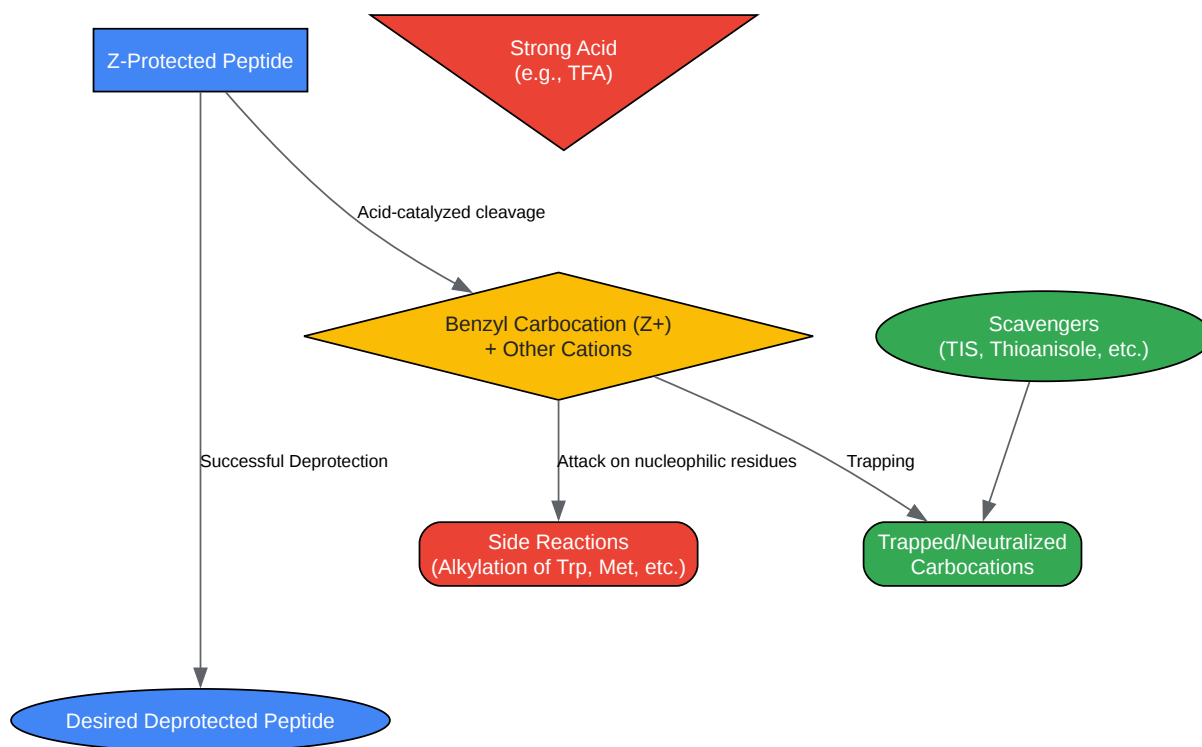 Z-Protected Peptide
Strong Acid
(e.g., TFA)
Acid-catalyzed cleavage
Benzyl Carbocation (Z+)
+ Other Cations
Scavengers
(TIS, Thioanisole, etc.)
Successful Deprotection
Attack on nucleophilic residues
Trapping
Side Reactions
(Alkylation of Trp, Met, etc.)
Trapped/Neutralized
Carbocations
Desired Deprotected Peptide